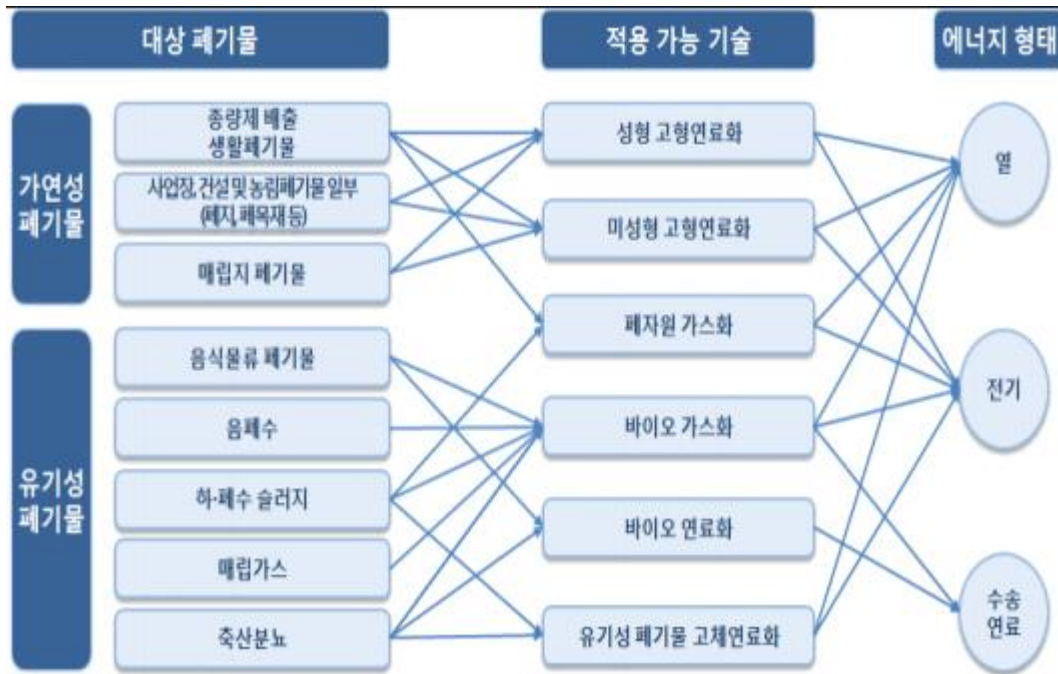 대상 폐기물
적용 가능 기술
에너지 형태
가연성
폐기물
종량제 배출
생활폐기물
사업장, 건설 및 농림폐기물 일부
(폐지, 폐목재 등)
매립지 폐기물
유기성
폐기물
음식물류 폐기물
음폐수
하·폐수 슬러지
매립가스
축산분뇨
성형 고형연료화
미성형 고형연료화
폐자원 가스화
바이오 가스화
바이오 연료화
유기성 폐기물 고체연료화
열
전기
수송
연료